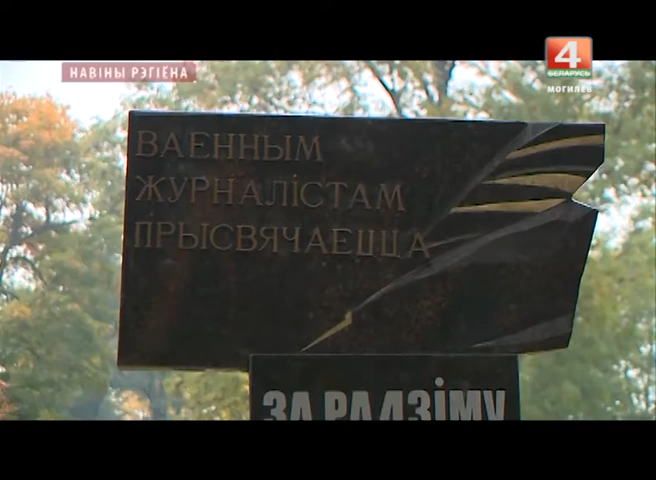 НАВІНЫ РЭГІЁНА
4
БЕЛАРУСЬ
МОГИЛЕВ
ВАЕННЫМ
ЖУРНАЛІСТАМ
ПРЫСВЯЧАЕЦЦА
ЗА РАДЗІМУ